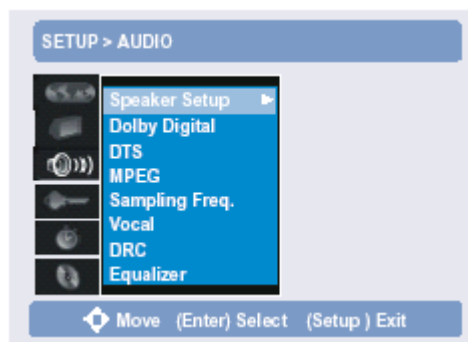 SETUP > AUDIO
Speaker Setup
Dolby Digital
DTS
MPEG
Sampling Freq.
Vocal
DRC
Equalizer
Move (Enter) Select (Setup ) Exit